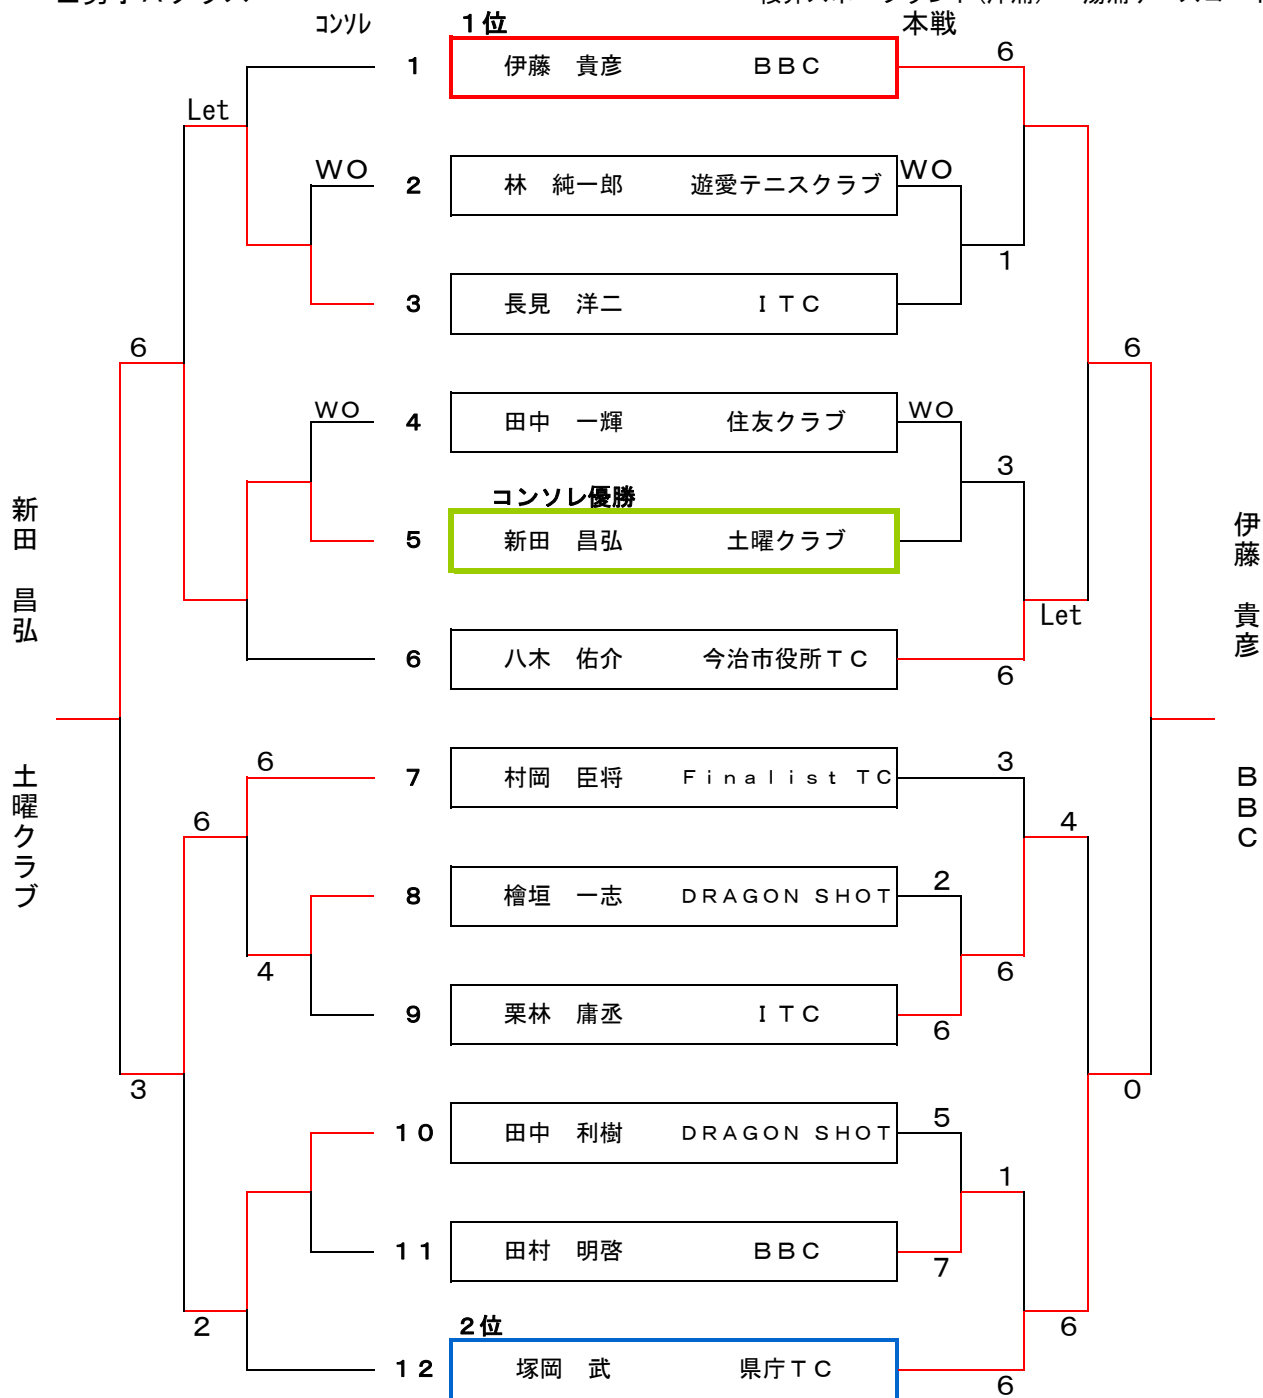 コンソレ 1位 本戦
1 伊藤 貴彦 BBC 6
Let
WO 2 林 純一郎 遊愛テニスクラブ WO
1
3 長見 洋二 ITC
6 6
WO 4 田中 一輝 住友クラブ WO
3
コンソレ優勝
5 新田 昌弘 土曜クラブ
Let
6 八木 佑介 今治市役所TC
6
新田 昌弘 土曜クラブ
伊藤 貴彦 BBC
6 7 村岡 臣将 Finalist TC 3
6 4
8 檜垣 一志 DRAGON SHOT 2
4 6
9 栗林 庸丞 ITC
6
3 0
10 田中 利樹 DRAGON SHOT 5
1
11 田村 明啓 BBC
7
2 2位 6
12 塚岡 武 県庁TC
6